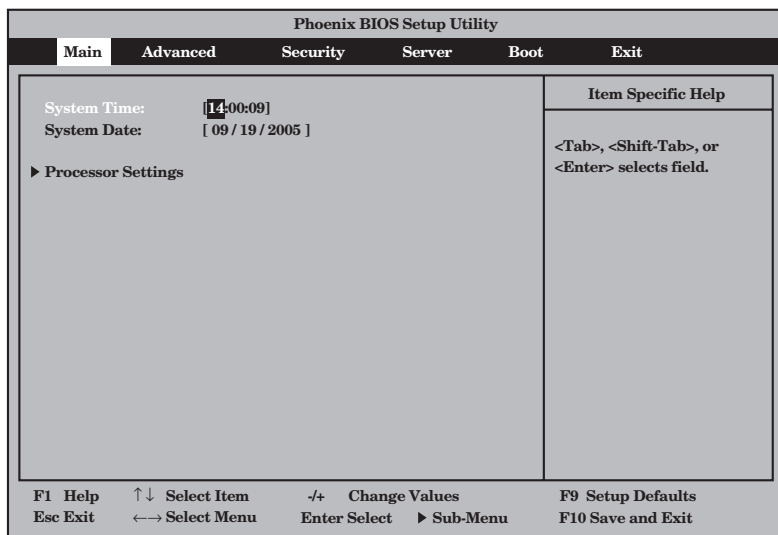 Phoenix BIOS Setup Utility
Main Advanced Security Server Boot Exit
System Time: [14:00:09]
System Date: [ 09 / 19 / 2005 ]
▶ Processor Settings
Item Specific Help
<Tab>, <Shift-Tab>, or
<Enter> selects field.
F1 Help ↑↓ Select Item -/+ Change Values F9 Setup Defaults
Esc Exit ←→ Select Menu Enter Select ▶ Sub-Menu F10 Save and Exit